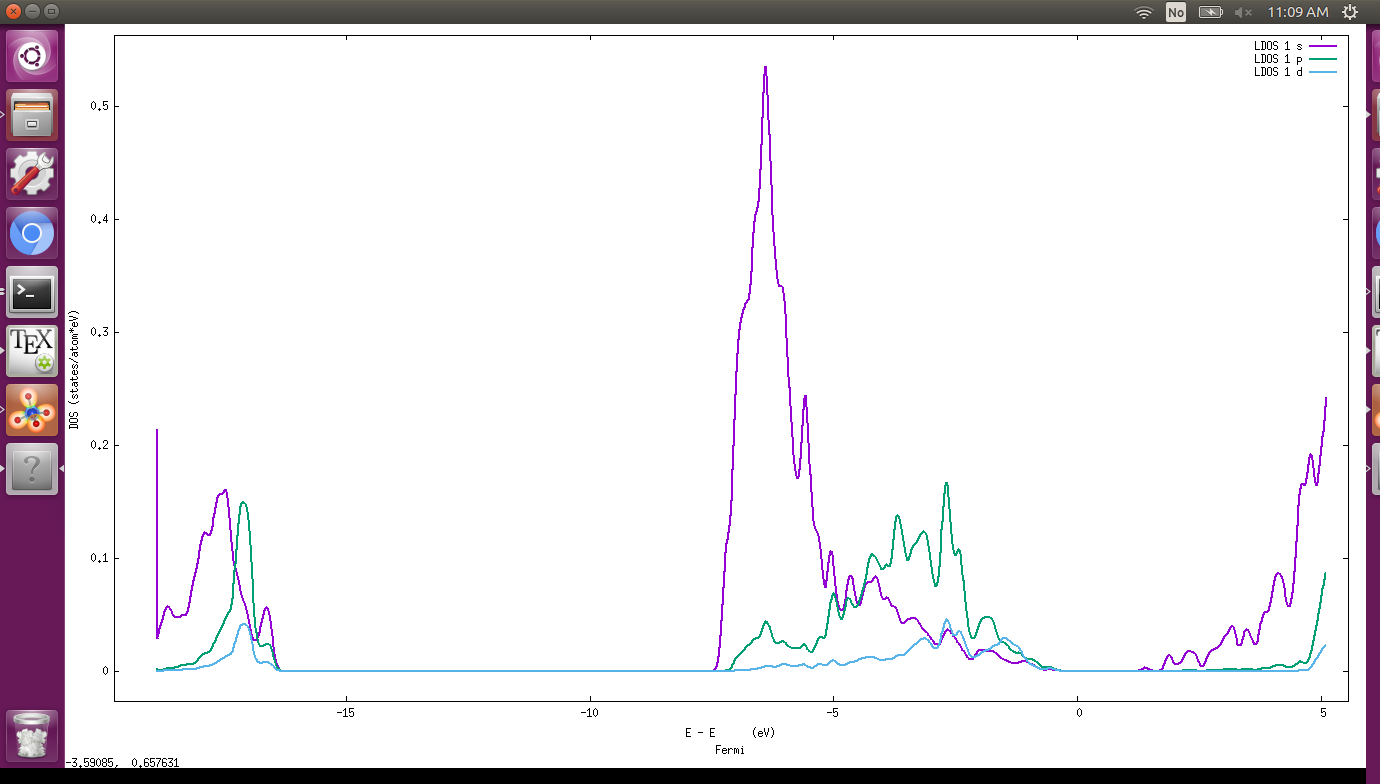 No
11:09 AM
LDOS 1 s
LDOS 1 p
LDOS 1 d
0.5
0.4
0.3
0.2
0.1
0
DOS (states/atom*eV)
-15
-10
-5
0
5
E - E (eV)
Fermi
-3.59085, 0.657631
>_
TEX
?